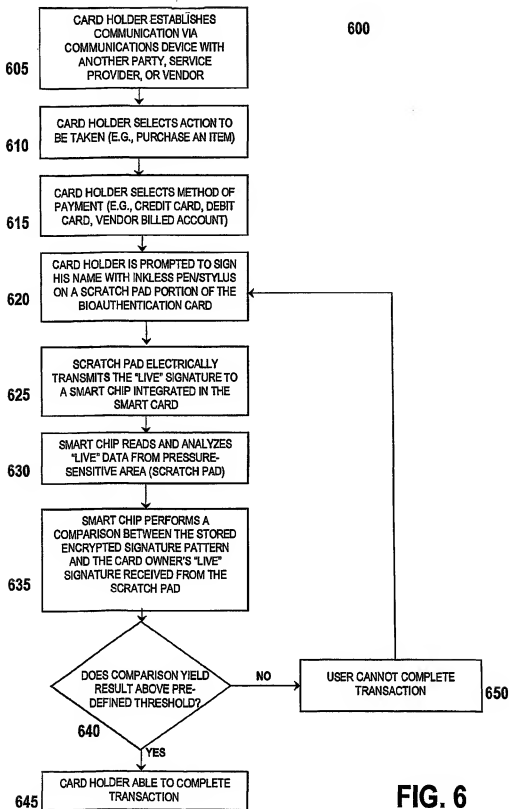 600
CARD HOLDER ESTABLISHES
COMMUNICATION VIA
COMMUNICATIONS DEVICE WITH
ANOTHER PARTY, SERVICE
PROVIDER, OR VENDOR
605
CARD HOLDER SELECTS ACTION TO
BE TAKEN (E.G., PURCHASE AN ITEM)
610
CARD HOLDER SELECTS METHOD OF
PAYMENT (E.G., CREDIT CARD, DEBIT
CARD, VENDOR BILLED ACCOUNT)
615
CARD HOLDER IS PROMPTED TO SIGN
HIS NAME WITH INKLESS PEN/STYLUS
ON A SCRATCH PAD PORTION OF THE
BIOAUTHENTICATION CARD
620
SCRATCH PAD ELECTRICALLY
TRANSMITS THE "LIVE" SIGNATURE TO
A SMART CHIP INTEGRATED IN THE
SMART CARD
625
SMART CHIP READS AND ANALYZES
"LIVE" DATA FROM PRESSURE-
SENSITIVE AREA (SCRATCH PAD)
630
SMART CHIP PERFORMS A
COMPARISON BETWEEN THE STORED
ENCRYPTED SIGNATURE PATTERN
AND THE CARD OWNER'S "LIVE"
SIGNATURE RECEIVED FROM THE
SCRATCH PAD
635
DOES COMPARISON YIELD
RESULT ABOVE PRE-
DEFINED THRESHOLD?
640
NO
USER CANNOT COMPLETE
TRANSACTION
650
YES
CARD HOLDER ABLE TO COMPLETE
TRANSACTION
645
FIG. 6